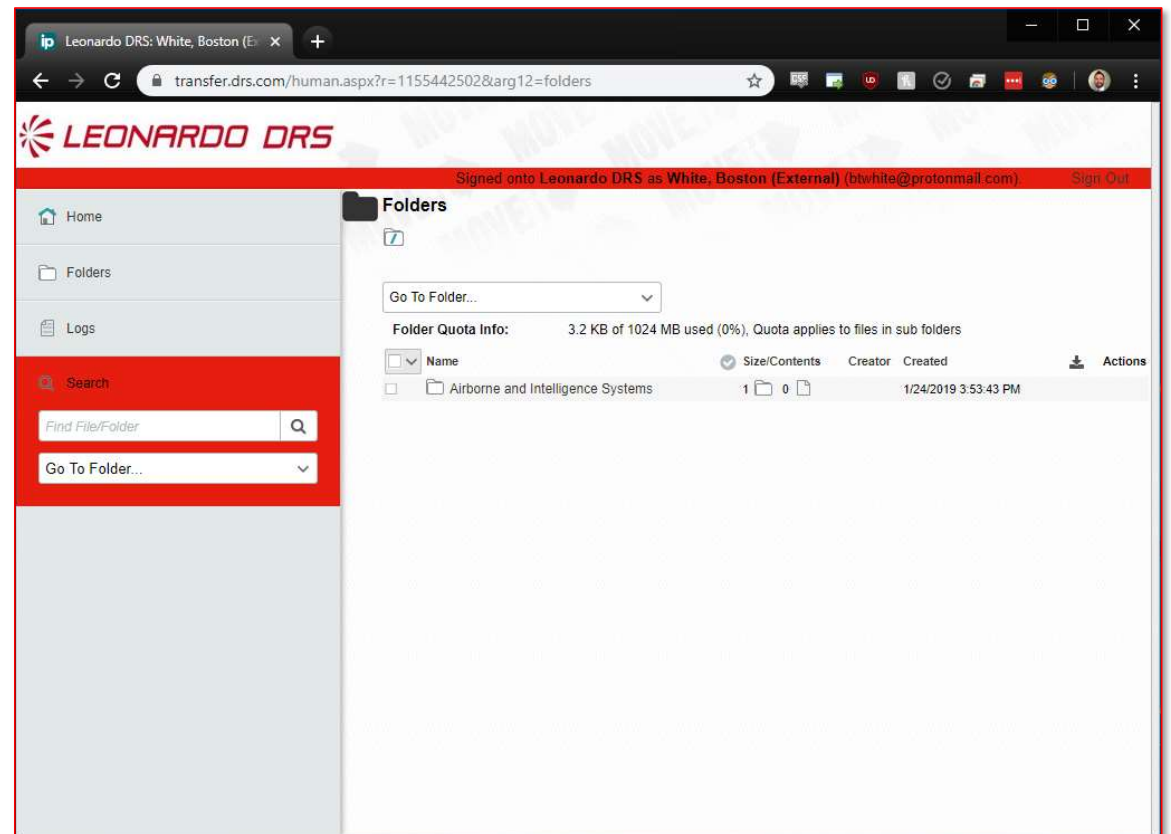 ip Leonardo DRS: White, Boston (Ex
transfer.drs.com/human.aspx?r=1155442502&arg12=folders
LEONARDO DRS
Signed onto Leonardo DRS as White, Boston (External) (btwhite@protonmail.com).
Sign Out
Home
Folders
Logs
Search
Find File/Folder
Go To Folder...
Folders
Go To Folder...
Folder Quota Info: 3.2 KB of 1024 MB used (0%), Quota applies to files in sub folders
Name Size/Contents Creator Created Actions
Airborne and Intelligence Systems 1 0 1/24/2019 3:53:43 PM